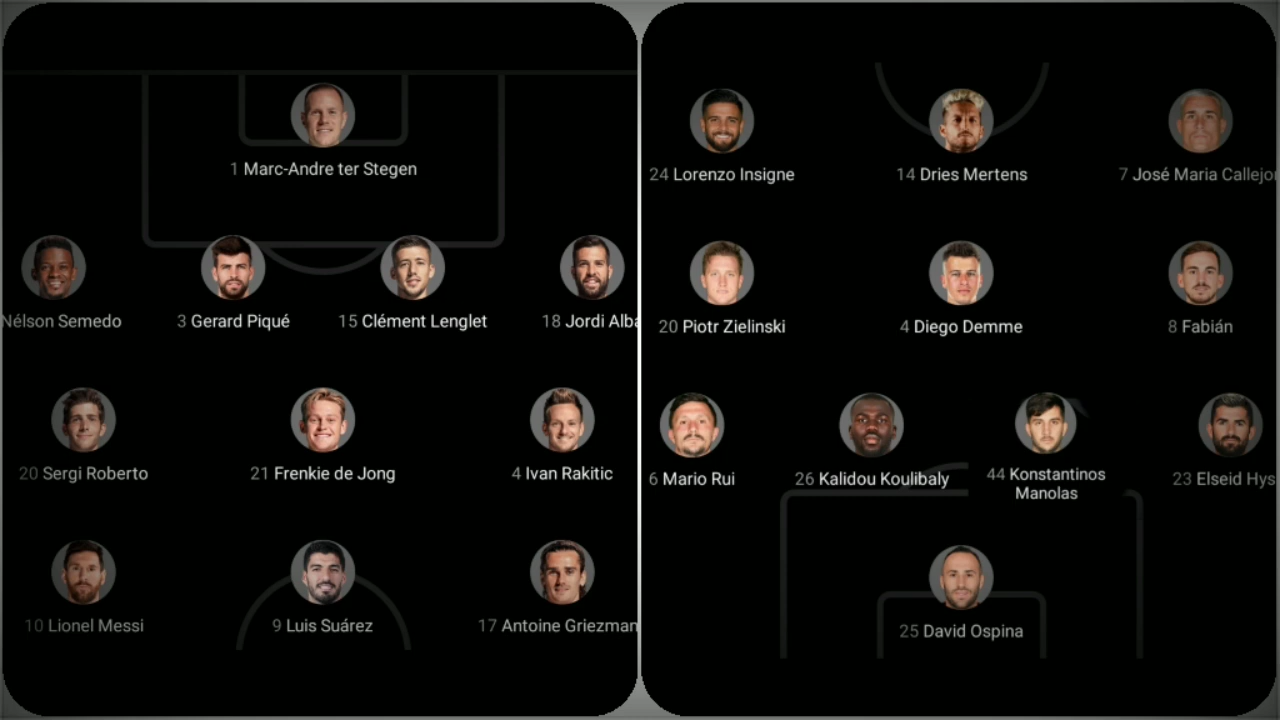 1 Marc-Andre ter Stegen
Nélson Semedo
3 Gerard Piqué
15 Clément Lenglet
18 Jordi Alba
20 Sergi Roberto
21 Frenkie de Jong
4 Ivan Rakitic
10 Lionel Messi
9 Luis Suárez
17 Antoine Griezman
24 Lorenzo Insigne
14 Dries Mertens
7 José Maria Callejo
20 Piotr Zielinski
4 Diego Demme
8 Fabián
6 Mario Rui
26 Kalidou Koulibaly
44 Konstantinos
Manolas
23 Elseid Hys
25 David Ospina